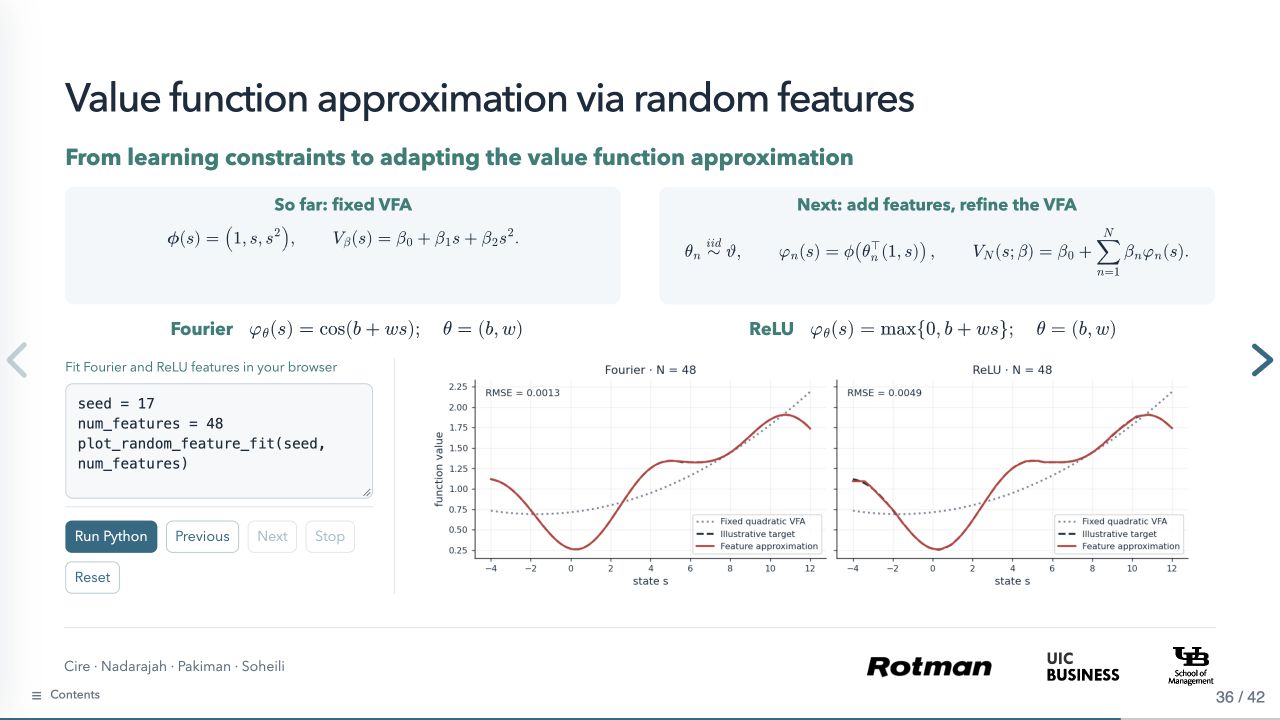 Value function approximation via random features
From learning constraints to adapting the value function approximation
So far: fixed VFA
ϕ(s) = (1, s, s²),  V_β(s) = β₀ + β₁s + β₂s².
Next: add features, refine the VFA
θₙ ~ ϑ (iid),  φₙ(s) = ϕ(θₙ^⊤(1, s)),  V_N(s; β) = β₀ + ∑_{n=1}^{N} βₙφₙ(s).
Fourier  φ_θ(s) = cos(b + ws);  θ = (b, w)
ReLU  φ_θ(s) = max{0, b + ws};  θ = (b, w)
Fit Fourier and ReLU features in your browser
seed = 17
num_features = 48
plot_random_feature_fit(seed,
num_features)
Run Python
Previous
Next
Stop
Reset
Fourier · N = 48
RMSE = 0.0013
function value
2.25
2.00
1.75
1.50
1.25
1.00
0.75
0.50
0.25
Fixed quadratic VFA
Illustrative target
Feature approximation
−4 −2 0 2 4 6 8 10 12
state s
ReLU · N = 48
RMSE = 0.0049
Fixed quadratic VFA
Illustrative target
Feature approximation
−4 −2 0 2 4 6 8 10 12
state s
Cire · Nadarajah · Pakiman · Soheili
Rotman
UIC
BUSINESS
UB
School of
Management
≡ Contents
36 / 42